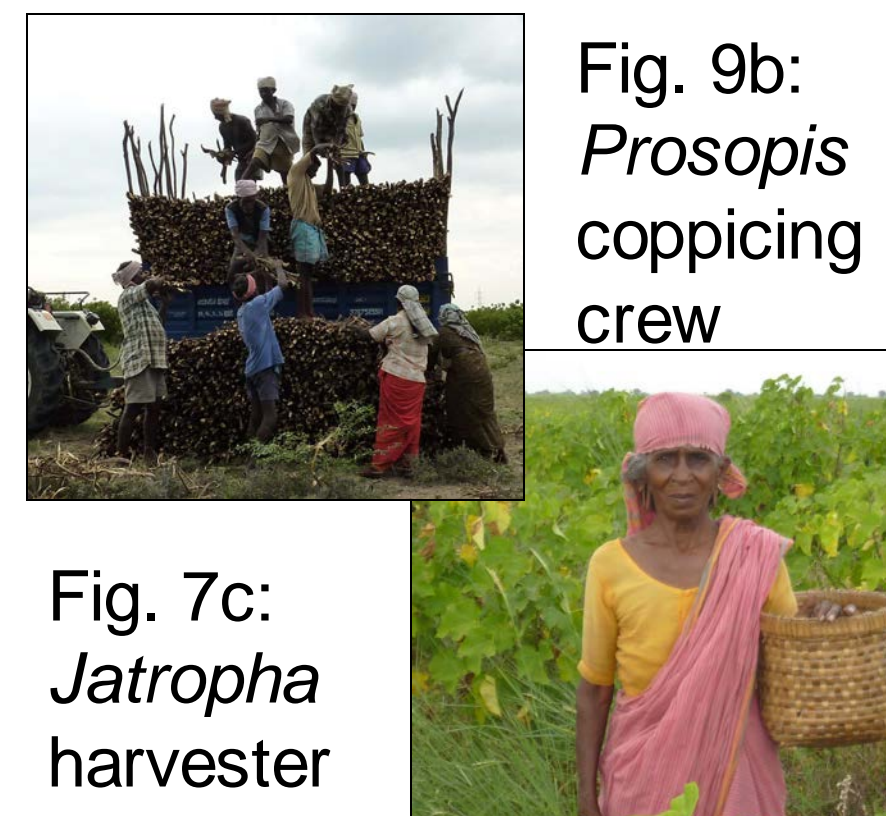 Fig. 9b:
Prosopis
coppicing
crew
Fig. 7c:
Jatropha
harvester